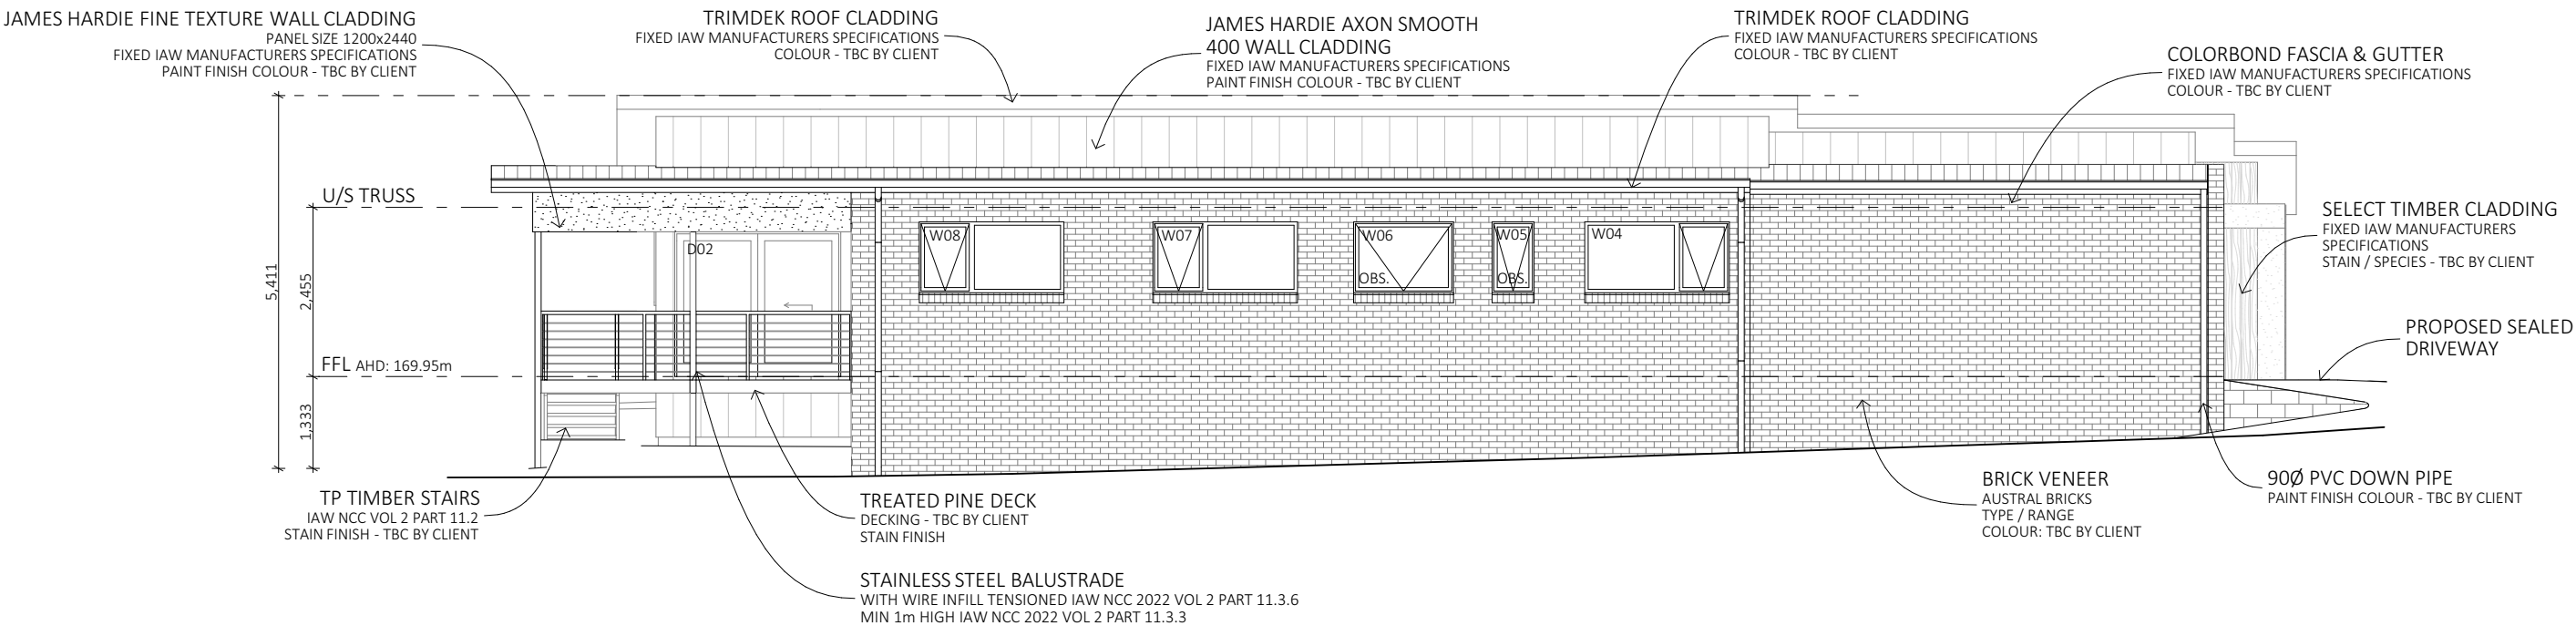 JAMES HARDIE FINE TEXTURE WALL CLADDING
PANEL SIZE 1200x2440
FIXED IAW MANUFACTURERS SPECIFICATIONS
PAINT FINISH COLOUR - TBC BY CLIENT
TRIMDEK ROOF CLADDING
FIXED IAW MANUFACTURERS SPECIFICATIONS
COLOUR - TBC BY CLIENT
JAMES HARDIE AXON SMOOTH
400 WALL CLADDING
FIXED IAW MANUFACTURERS SPECIFICATIONS
PAINT FINISH COLOUR - TBC BY CLIENT
TRIMDEK ROOF CLADDING
FIXED IAW MANUFACTURERS SPECIFICATIONS
COLOUR - TBC BY CLIENT
COLORBOND FASCIA & GUTTER
FIXED IAW MANUFACTURERS SPECIFICATIONS
COLOUR - TBC BY CLIENT
U/S TRUSS
SELECT TIMBER CLADDING
FIXED IAW MANUFACTURERS
SPECIFICATIONS
STAIN / SPECIES - TBC BY CLIENT
D02
W08
W07
W06
OBS.
W05
OBS.
W04
5,411
2,455
1,333
FFL AHD: 169.95m
PROPOSED SEALED
DRIVEWAY
TP TIMBER STAIRS
IAW NCC VOL 2 PART 11.2
STAIN FINISH - TBC BY CLIENT
TREATED PINE DECK
DECKING - TBC BY CLIENT
STAIN FINISH
BRICK VENEER
AUSTRAL BRICKS
TYPE / RANGE
COLOUR: TBC BY CLIENT
90Ø PVC DOWN PIPE
PAINT FINISH COLOUR - TBC BY CLIENT
STAINLESS STEEL BALUSTRADE
WITH WIRE INFILL TENSIONED IAW NCC 2022 VOL 2 PART 11.3.6
MIN 1m HIGH IAW NCC 2022 VOL 2 PART 11.3.3